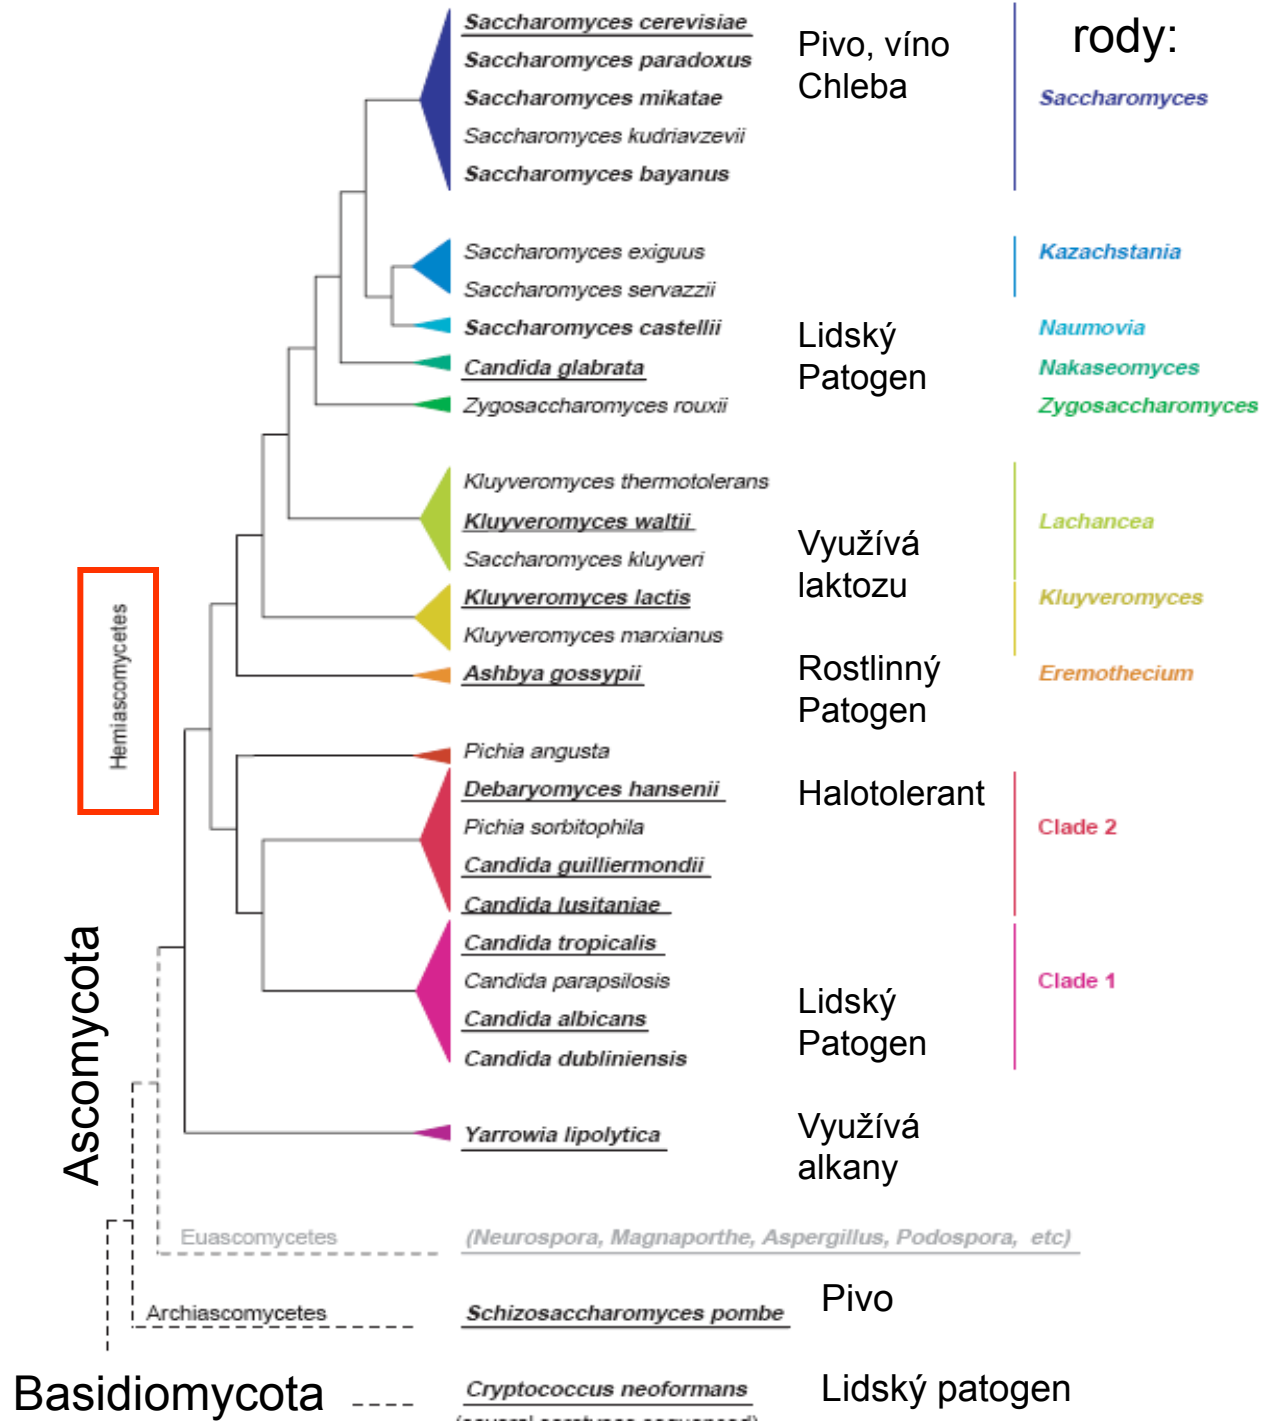 Saccharomyces cerevisiae
Pivo, víno
rody:
Saccharomyces paradoxus
Chleba
Saccharomyces mikatae
Saccharomyces
Saccharomyces kudriavzevii
Saccharomyces bayanus
Saccharomyces exiguus
Kazachstania
Saccharomyces servazzii
Saccharomyces castellii
Lidský
Naumovia
Candida glabrata
Patogen
Nakaseomyces
Zygosaccharomyces rouxii
Zygosaccharomyces
Kluyveromyces thermotolerans
Kluyveromyces waltii
Lachancea
Saccharomyces kluyveri
Využívá
laktozu
Kluyveromyces lactis
Kluyveromyces
Kluyveromyces marxianus
Hemiascomycetes
Ashbya gossypii
Rostlinný
Patogen
Eremothecium
Pichia angusta
Debaryomyces hansenii
Halotolerant
Pichia sorbitophila
Clade 2
Candida guilliermondii
Candida lusitaniae
Candida tropicalis
Candida parapsilosis
Clade 1
Candida albicans
Lidský
Patogen
Candida dubliniensis
Ascomycota
Yarrowia lipolytica
Využívá
alkany
Euascomycetes
(Neurospora, Magnaporthe, Aspergillus, Podospora, etc)
Archiascomycetes
Schizosaccharomyces pombe
Pivo
Basidiomycota
Cryptococcus neoformans
Lidský patogen
(several serotypes sequenced)